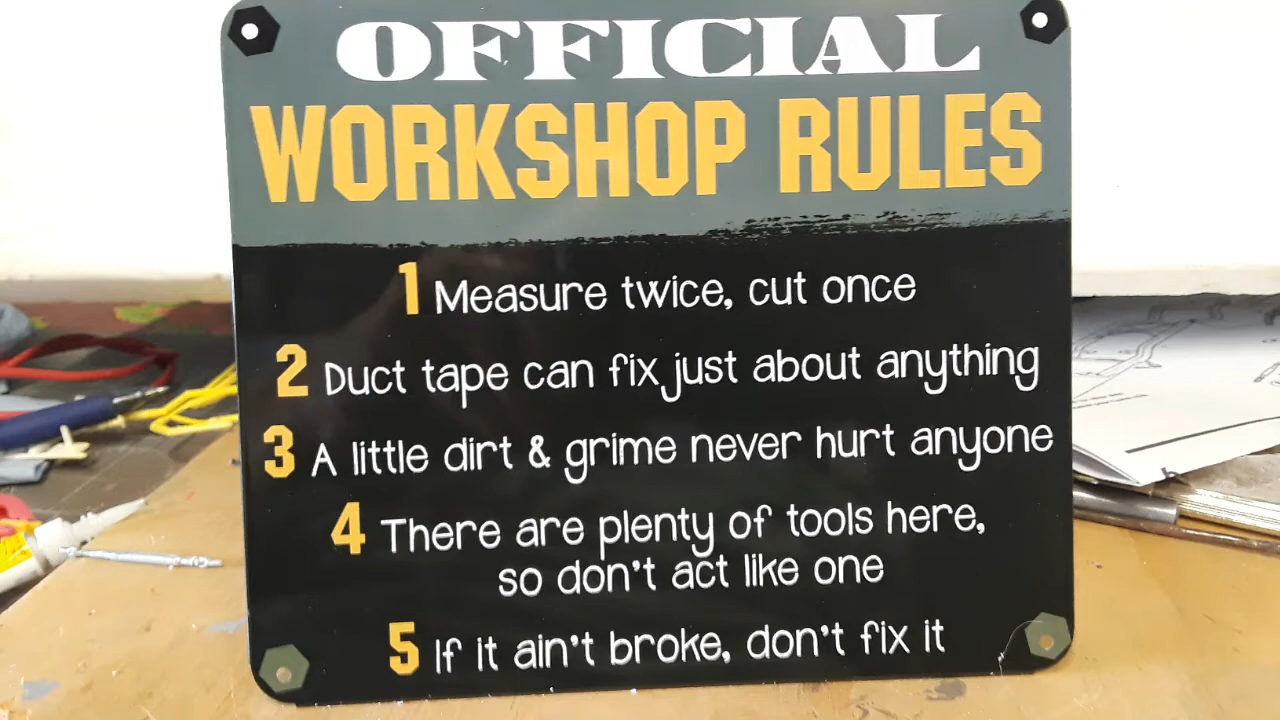 OFFICIAL
WORKSHOP RULES
1 Measure twice, cut once
2 Duct tape can fix just about anything
3 A little dirt & grime never hurt anyone
4 There are plenty of tools here,
so don't act like one
5 If it ain't broke, don't fix it